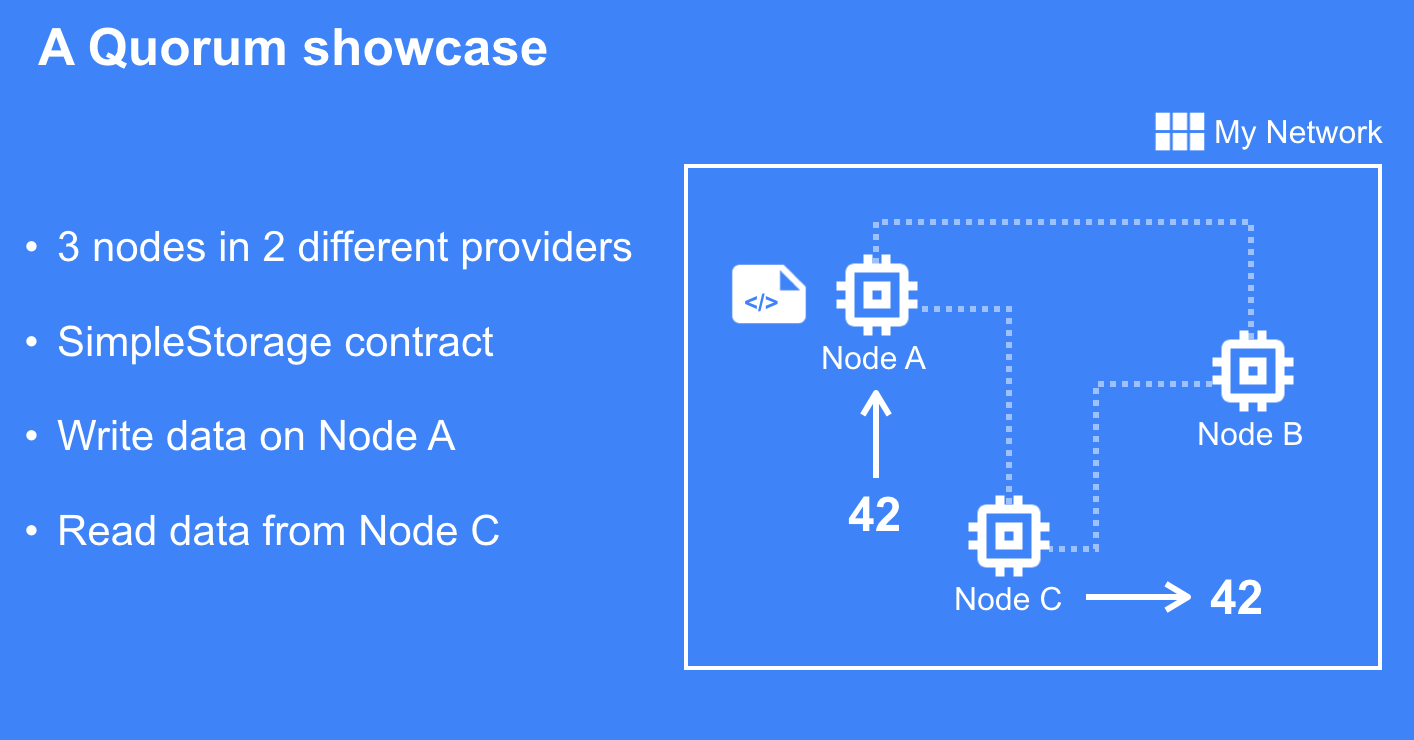 A Quorum showcase
My Network
• 3 nodes in 2 different providers
• SimpleStorage contract
• Write data on Node A
• Read data from Node C
</>
Node A
Node B
42
Node C
42